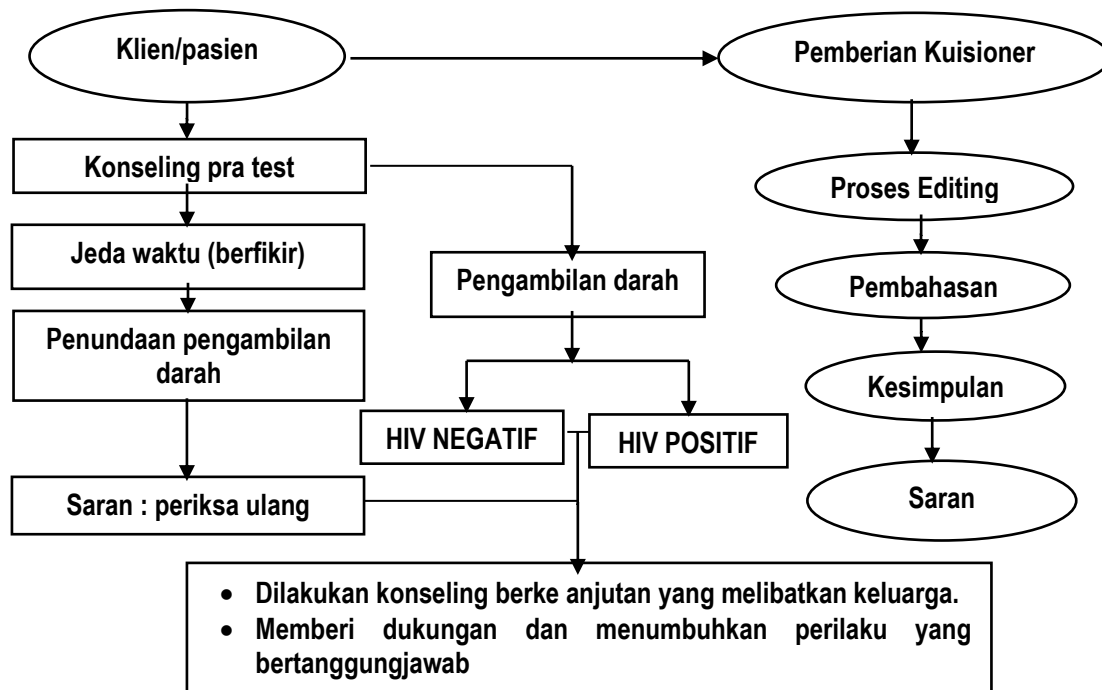 Klien/pasien
Pemberian Kuisioner
Konseling pra test
Proses Editing
Jeda waktu (berfikir)
Pengambilan darah
Pembahasan
Penundaan pengambilan
darah
Kesimpulan
HIV NEGATIF
HIV POSITIF
Saran : periksa ulang
Saran
• Dilakukan konseling berke anjutan yang melibatkan keluarga.
• Memberi dukungan dan menumbuhkan perilaku yang
bertanggungjawab